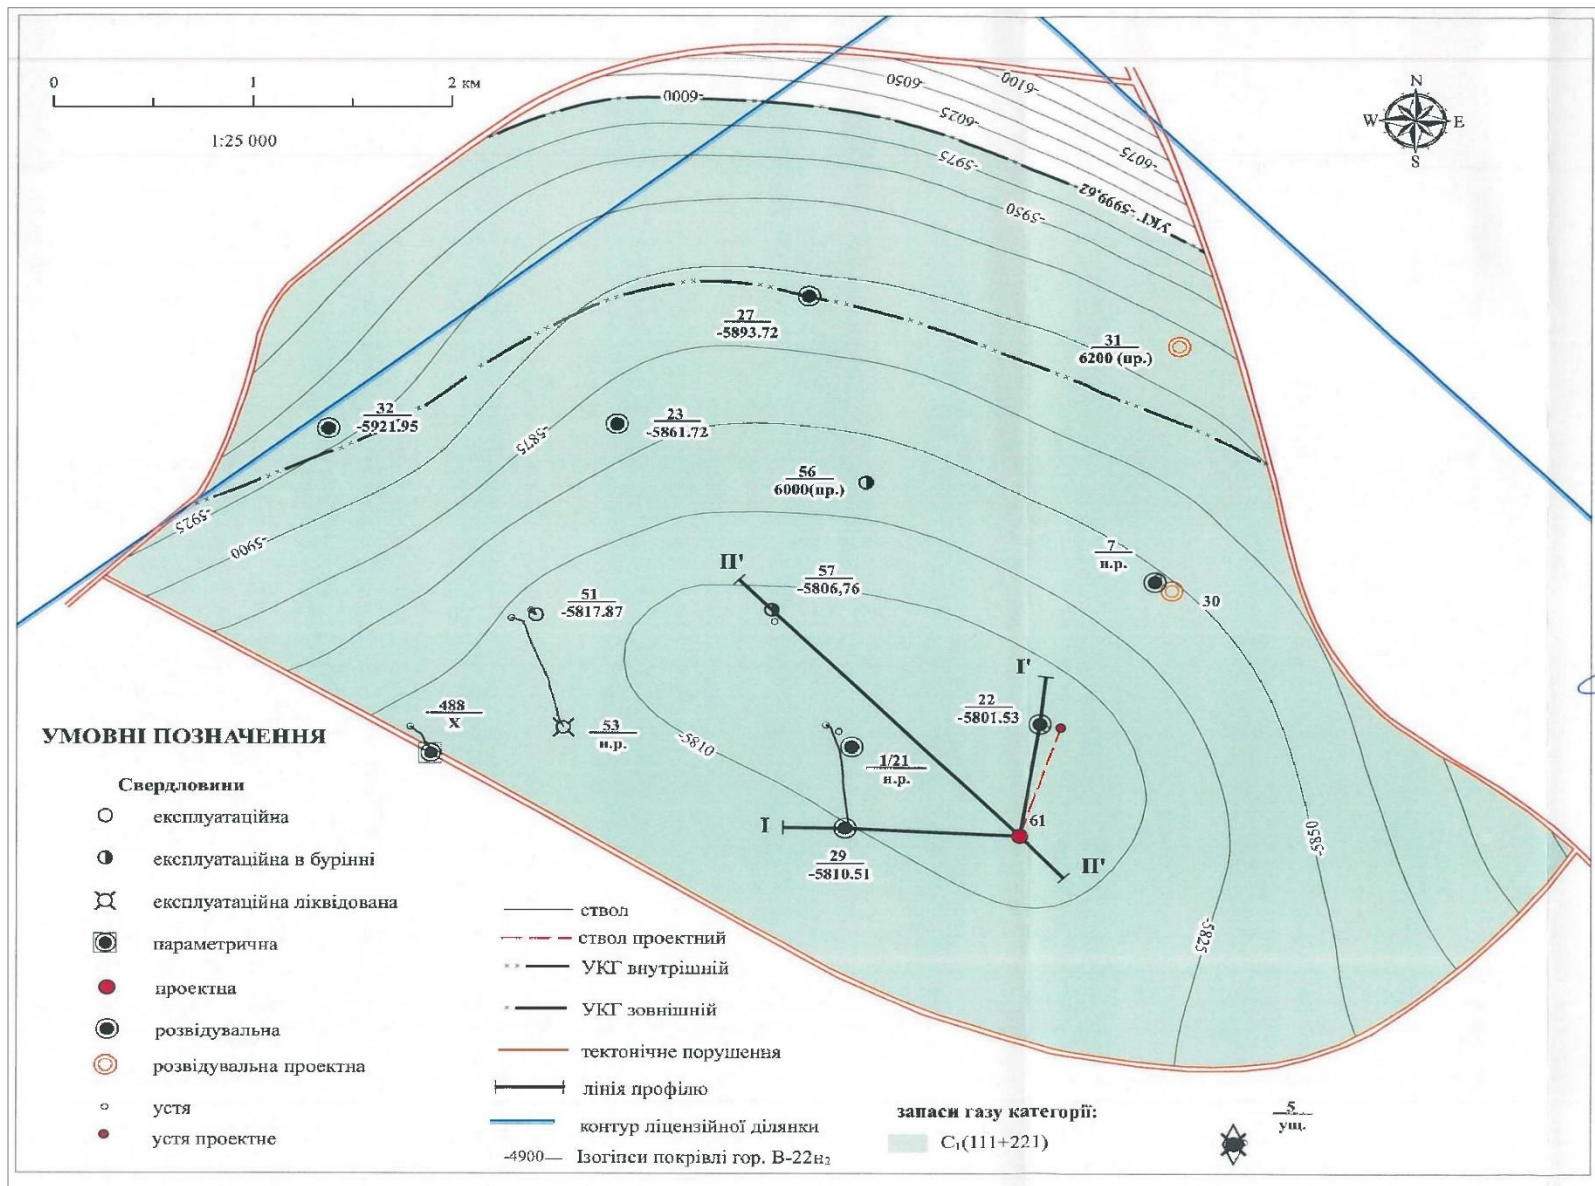 0 1 2 км
1:25 000
N
W E
S
-6000
-6050
-6100
-6025
-6075
-5975
-5950
УКГ -5999,62
27
-5893.72
31
6200 (пр.)
32
-5921.95
23
-5861.72
-5875
56
6000(пр.)
-5925
-5900
7
н.р.
30
П'
57
-5806,76
51
-5817.87
І'
22
-5801.53
488
Х
53
н.р.
-5810
1/21
н.р.
61
І
29
-5810.51
П'
-5850
-5825
УМОВНІ ПОЗНАЧЕННЯ
Свердловини
експлуатаційна
експлуатаційна в бурінні
експлуатаційна ліквідована
параметрична
проектна
розвідувальна
розвідувальна проектна
устя
устя проектне
ствол
ствол проектний
УКГ внутрішній
УКГ зовнішній
тектонічне порушення
лінія профілю
контур ліцензійної ділянки
-4900— Ізогіпси покрівлі гор. В-22н₂
запаси газу категорії:
С₁(111+221)
5
ущ.